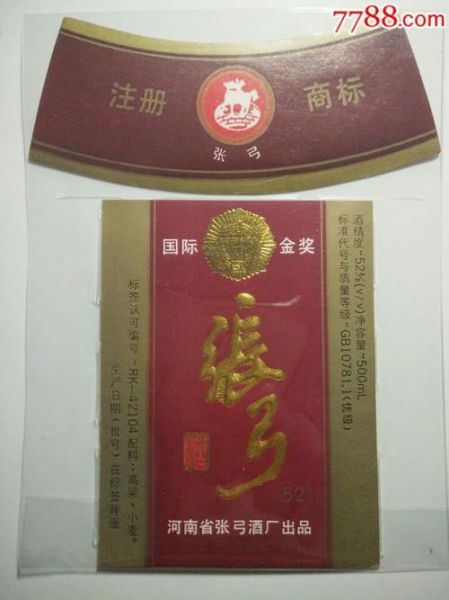 7788.com
注册
商标
张弓
国际
金奖
張弓
52°
河南省张弓酒厂出品
酒精度·52%(v/v)净含量·500mL
标准代号与质量等级·GB10781.1(优级)
标签认可编号·RK-42104 配料:高粱、小麦。
生产日期(批号)在标签背面